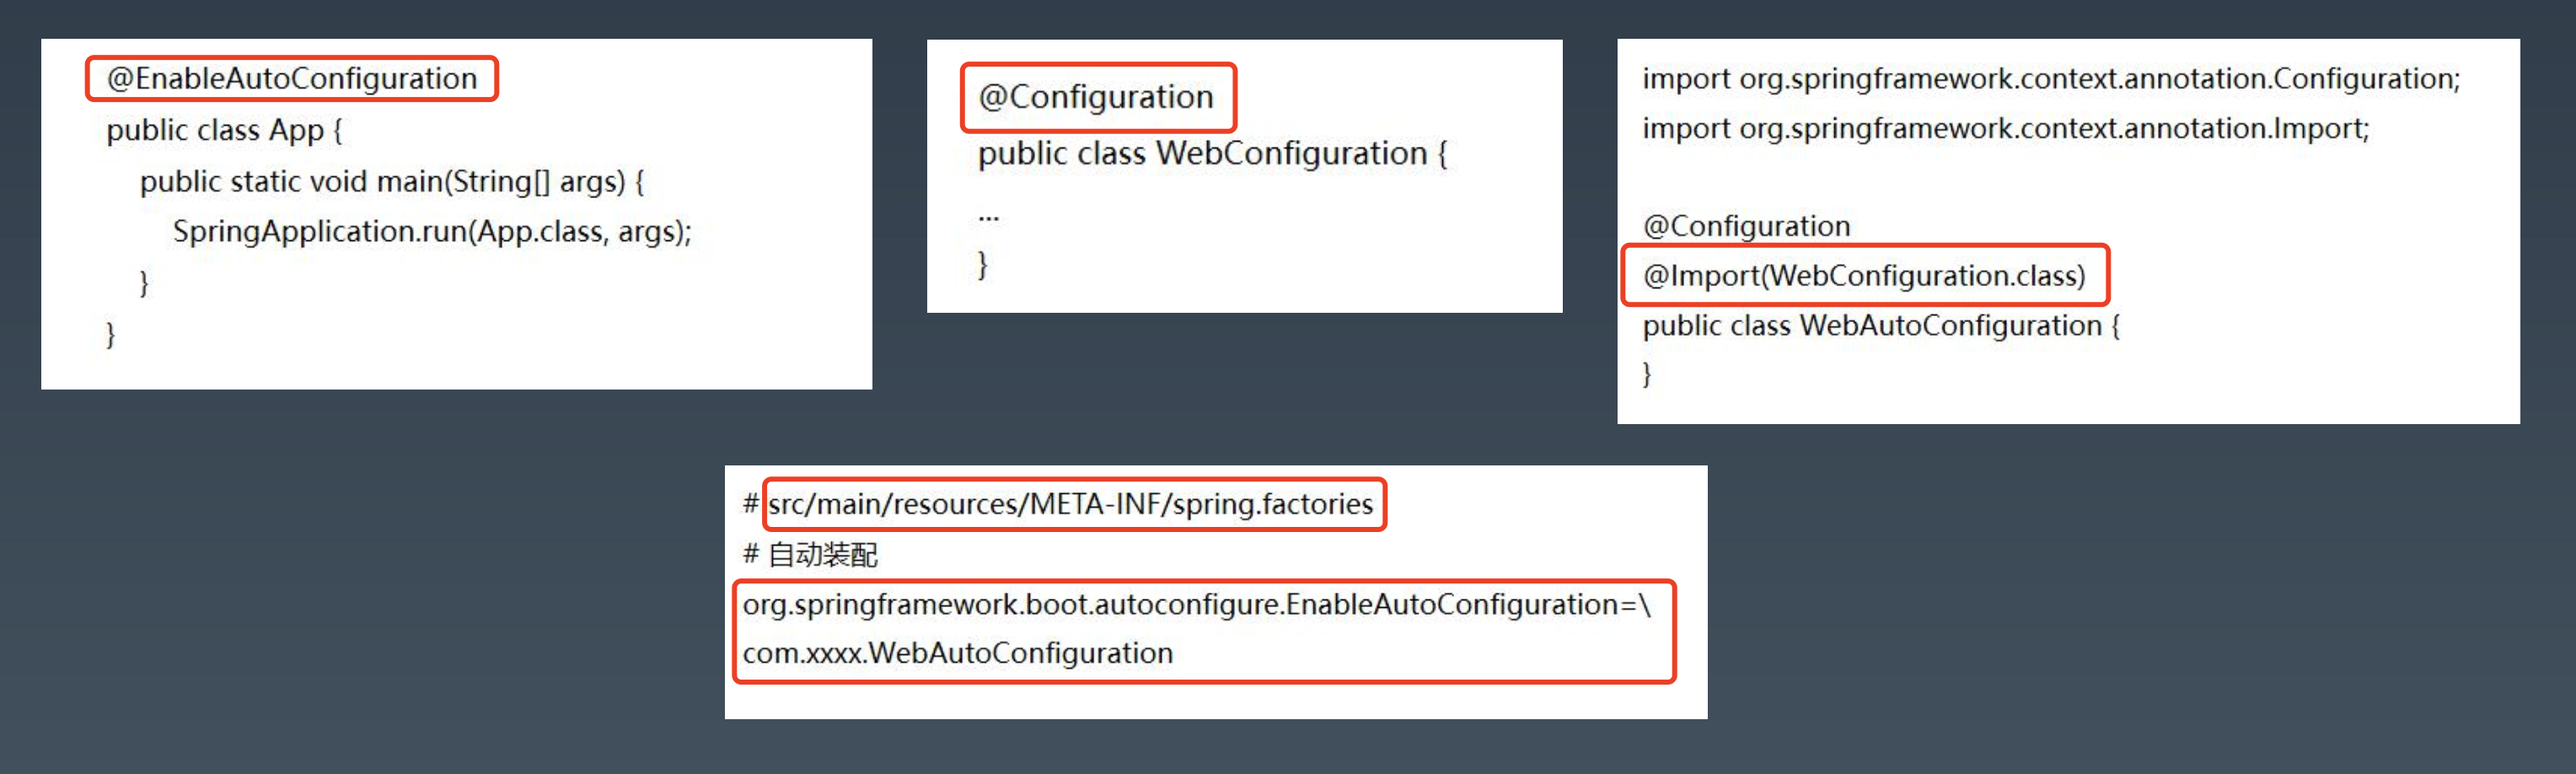 @EnableAutoConfiguration
public class App {
public static void main(String[] args) {
SpringApplication.run(App.class, args);
}
}
@Configuration
public class WebConfiguration {
...
}
import org.springframework.context.annotation.Configuration;
import org.springframework.context.annotation.Import;
@Configuration
@Import(WebConfiguration.class)
public class WebAutoConfiguration {
}
# src/main/resources/META-INF/spring.factories
# 自动装配
org.springframework.boot.autoconfigure.EnableAutoConfiguration=\
com.xxxx.WebAutoConfiguration